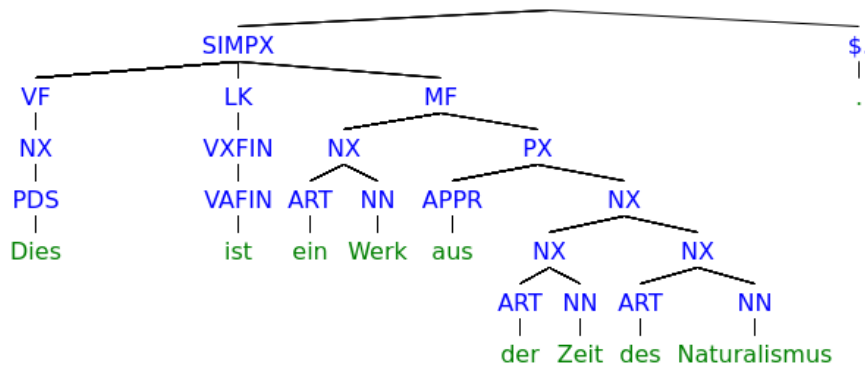 SIMPX $.
VF LK MF
NX VXFIN NX PX
PDS VAFIN ART NN APPR NX
Dies ist ein Werk aus NX NX
ART NN ART NN
der Zeit des Naturalismus
.